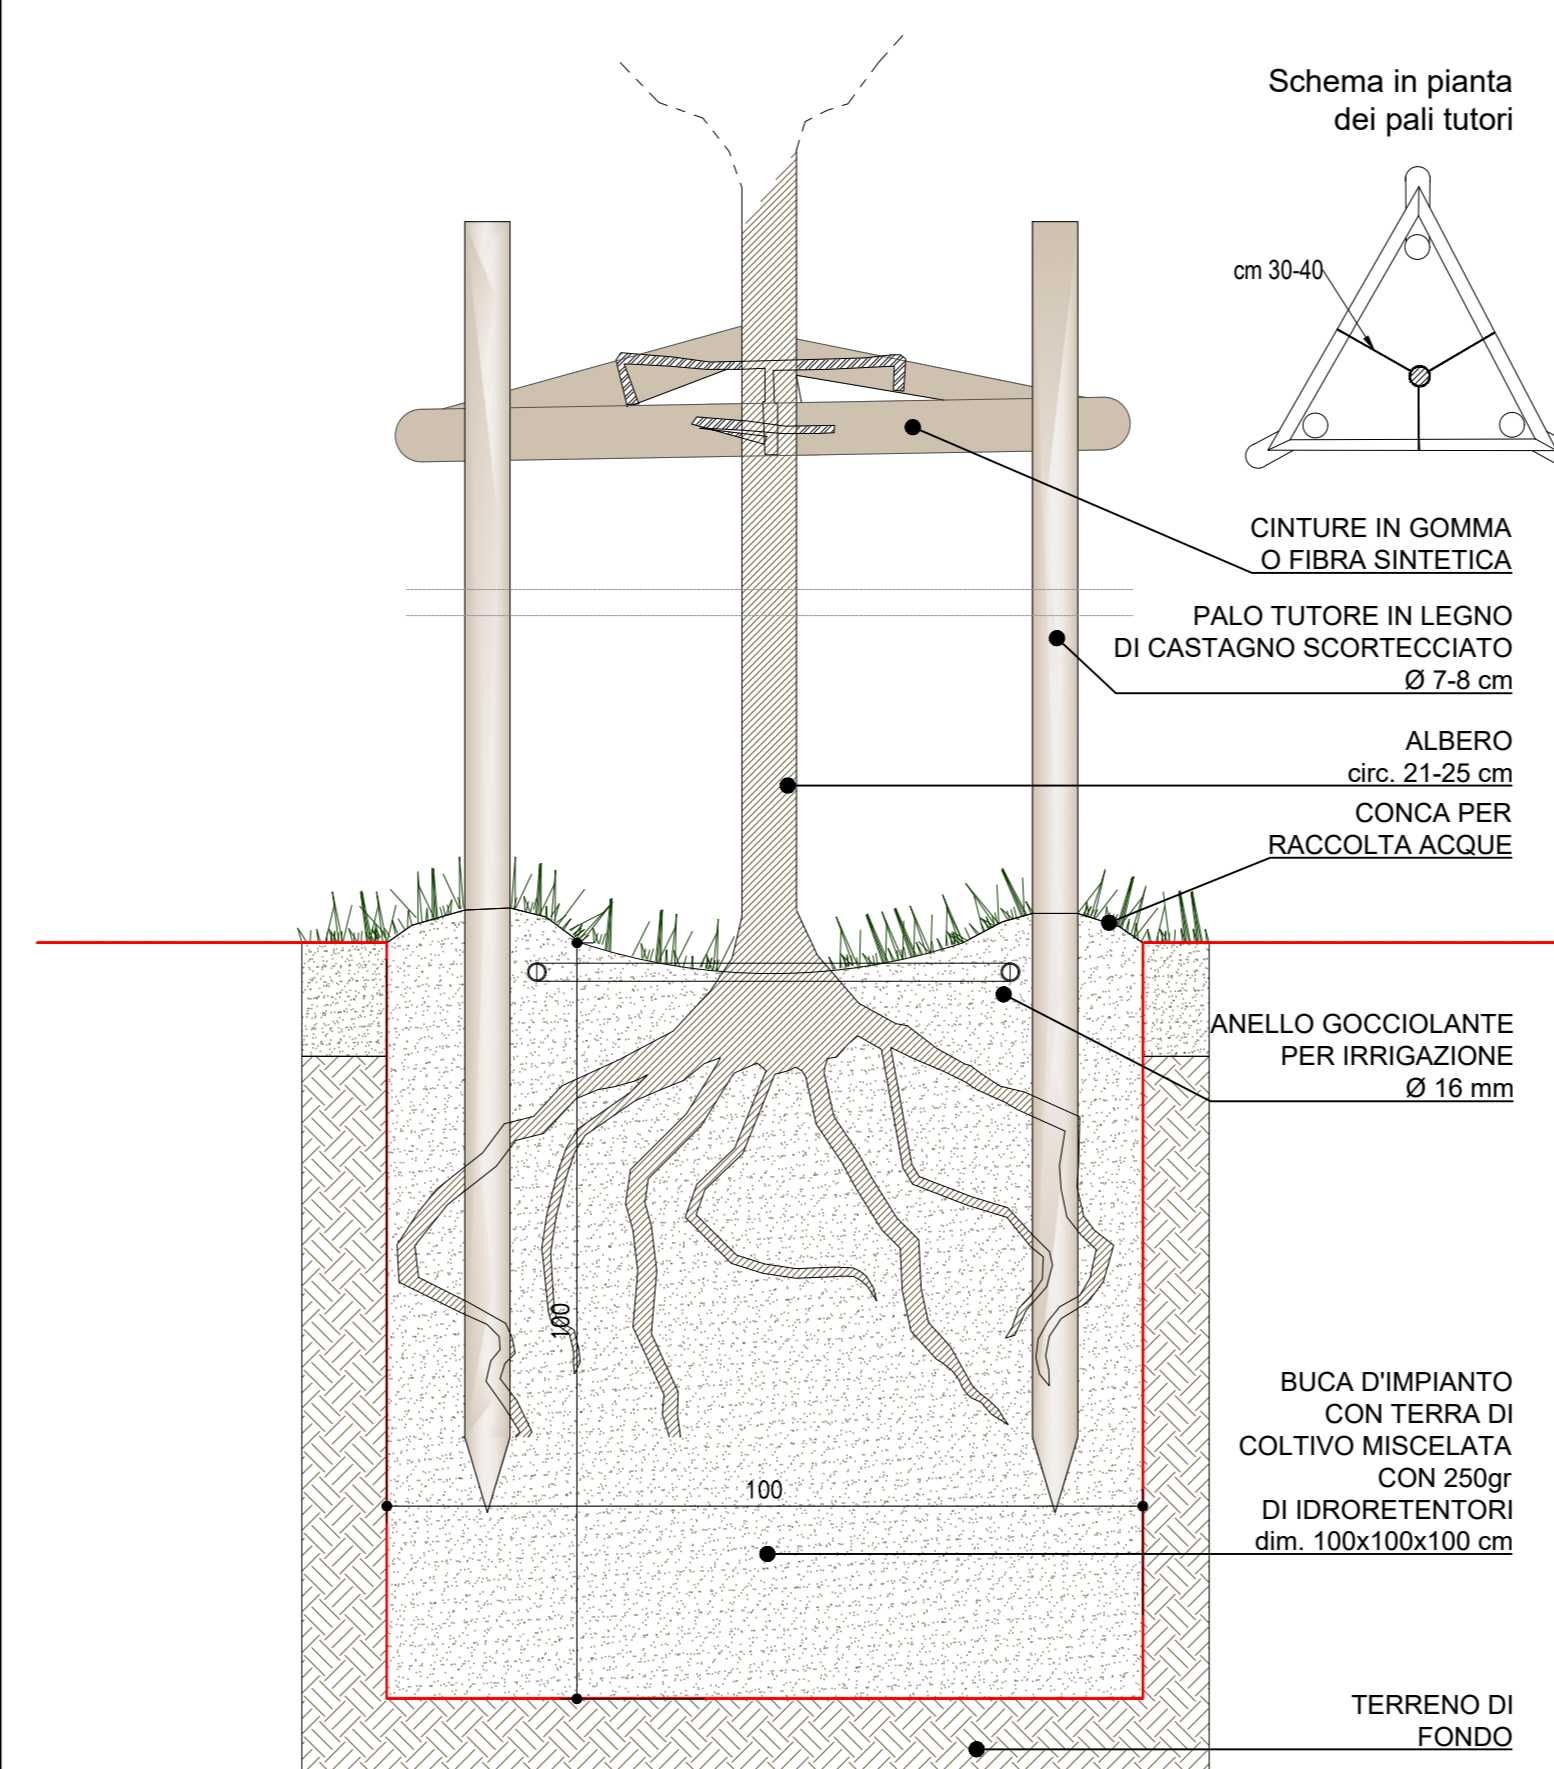 Schema in pianta
dei pali tutori
cm 30-40
CINTURE IN GOMMA
O FIBRA SINTETICA
PALO TUTORE IN LEGNO
DI CASTAGNO SCORTECCIATO
Ø 7-8 cm
ALBERO
circ. 21-25 cm
CONCA PER
RACCOLTA ACQUE
ANELLO GOCCIOLANTE
PER IRRIGAZIONE
Ø 16 mm
100
BUCA D'IMPIANTO
CON TERRA DI
COLTIVO MISCELATA
CON 250gr
DI IDRORETENTORI
dim. 100x100x100 cm
100
TERRENO DI
FONDO